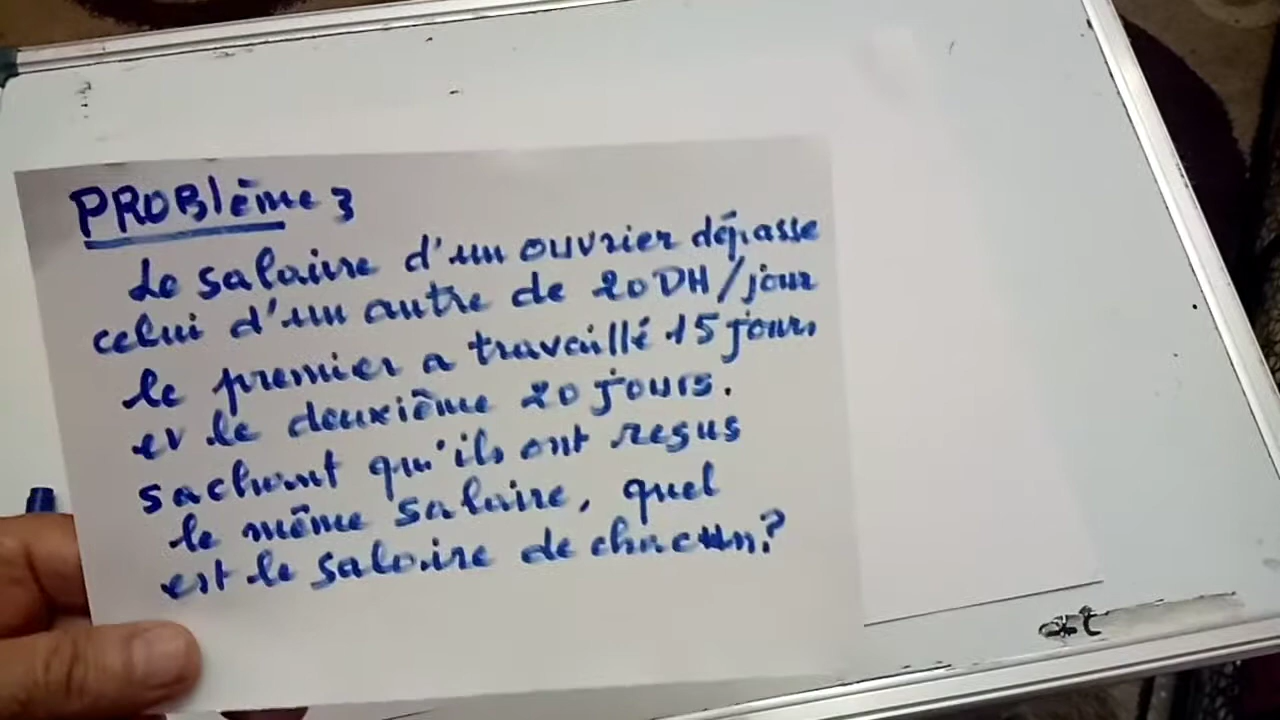 PROBlème 3
Le salaire d'un ouvrier dépasse
celui d'un autre de 20DH/jour
le premier a travaillé 15 jours
et le deuxième 20 jours.
sachant qu'ils ont resus
le même salaire, quel
est le salaire de chacun?